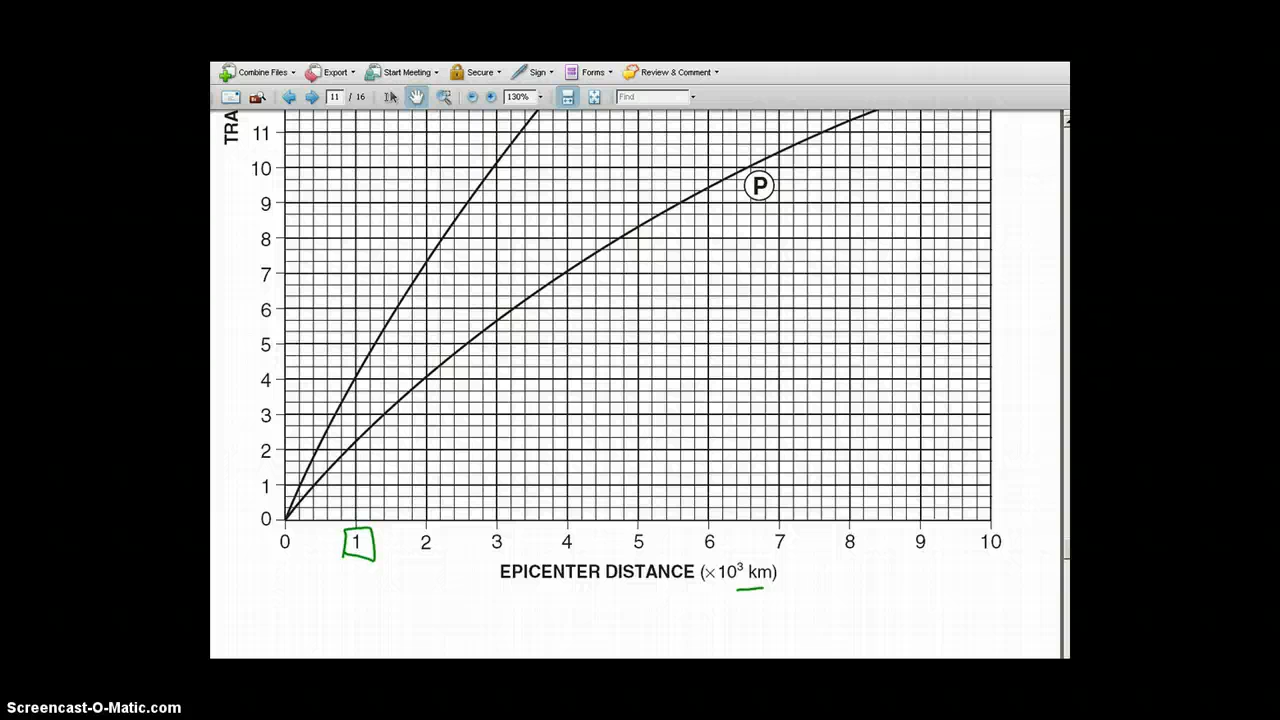 Combine Files Export Start Meeting Secure Sign Forms Review & Comment
11 / 16 130% Find
TRA
11
10
9
8
7
6
5
4
3
2
1
0
P
0 1 2 3 4 5 6 7 8 9 10
EPICENTER DISTANCE (×10³ km)
Screencast-O-Matic.com